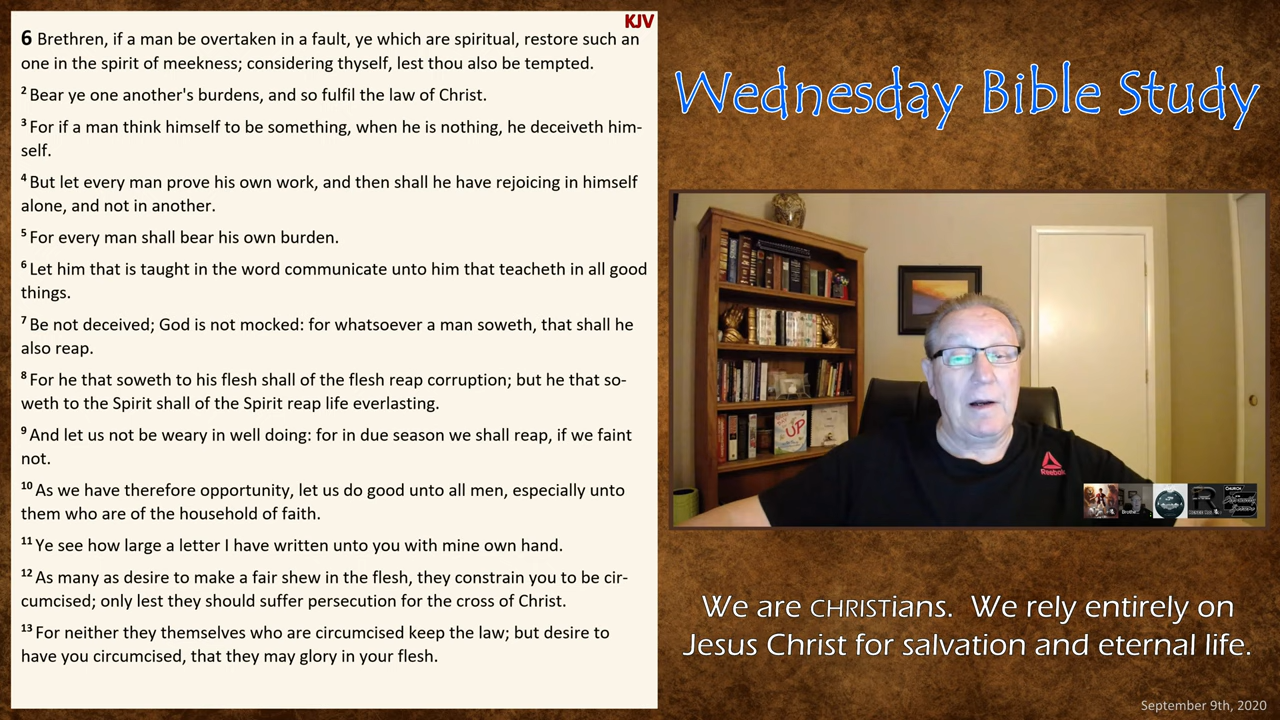 KJV
6 Brethren, if a man be overtaken in a fault, ye which are spiritual, restore such an
one in the spirit of meekness; considering thyself, lest thou also be tempted.
2 Bear ye one another's burdens, and so fulfil the law of Christ.
3 For if a man think himself to be something, when he is nothing, he deceiveth him-
self.
4 But let every man prove his own work, and then shall he have rejoicing in himself
alone, and not in another.
5 For every man shall bear his own burden.
6 Let him that is taught in the word communicate unto him that teacheth in all good
things.
7 Be not deceived; God is not mocked: for whatsoever a man soweth, that shall he
also reap.
8 For he that soweth to his flesh shall of the flesh reap corruption; but he that so-
weth to the Spirit shall of the Spirit reap life everlasting.
9 And let us not be weary in well doing: for in due season we shall reap, if we faint
not.
10 As we have therefore opportunity, let us do good unto all men, especially unto
them who are of the household of faith.
11 Ye see how large a letter I have written unto you with mine own hand.
12 As many as desire to make a fair shew in the flesh, they constrain you to be cir-
cumcised; only lest they should suffer persecution for the cross of Christ.
13 For neither they themselves who are circumcised keep the law; but desire to
have you circumcised, that they may glory in your flesh.
Wednesday Bible Study
UP
Reebok
We are CHRISTians. We rely entirely on
Jesus Christ for salvation and eternal life.
September 9th, 2020